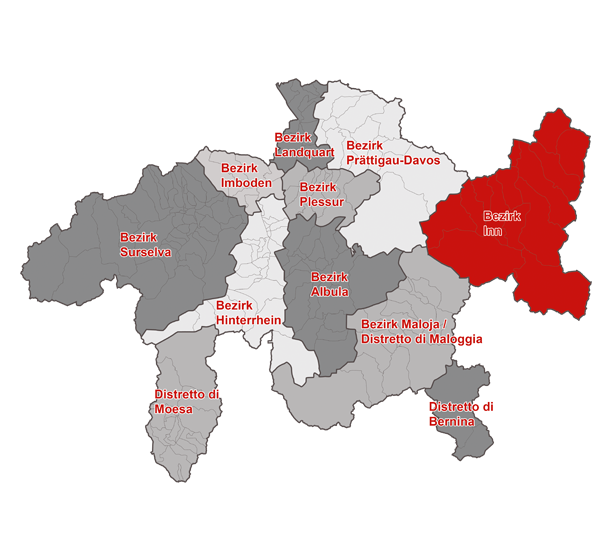 Bezirk
Landquart
Bezirk
Prättigau-Davos
Bezirk
Imboden
Bezirk
Plessur
Bezirk
Inn
Bezirk
Surselva
Bezirk
Albula
Bezirk
Hinterrhein
Bezirk Maloja /
Distretto di Maloggia
Distretto di
Moesa
Distretto di
Bernina